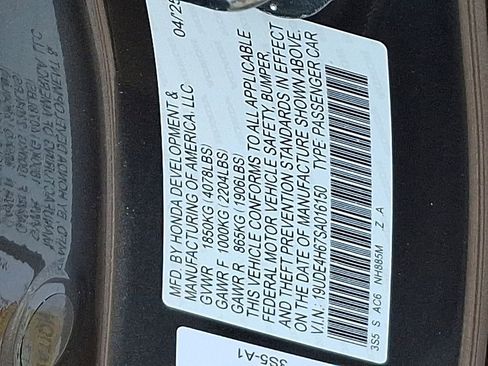 04/25
MFD. BY HONDA DEVELOPMENT &
MANUFACTURING OF AMERICA, LLC
GVWR 1850KG (4078LBS)
GAWR F 1000KG (2204LBS)
GAWR R 865KG (1906LBS)
THIS VEHICLE CONFORMS TO ALL APPLICABLE
FEDERAL MOTOR VEHICLE SAFETY, BUMPER,
AND THEFT PREVENTION STANDARDS IN EFFECT
ON THE DATE OF MANUFACTURE SHOWN ABOVE.
V.I.N.: 19UDE4H67SA016150 TYPE PASSENGER CAR
3S5 S AC6 NH885M Z A
3S5-A1